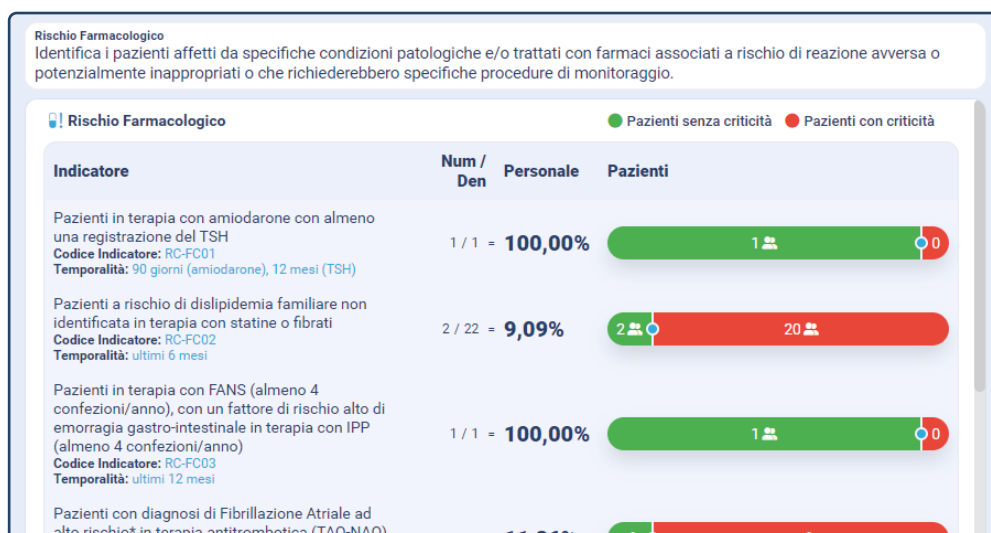 Rischio Farmacologico
Identifica i pazienti affetti da specifiche condizioni patologiche e/o trattati con farmaci associati a rischio di reazione avversa o
potenzialmente inappropriati o che richiederebbero specifiche procedure di monitoraggio.
Rischio Farmacologico
Pazienti senza criticità Pazienti con criticità
Indicatore
Num /
Den
Personale
Pazienti
Pazienti in terapia con amiodarone con almeno
una registrazione del TSH
Codice Indicatore: RC-FC01
Temporalità: 90 giorni (amiodarone), 12 mesi (TSH)
1 / 1 = 100,00%
1
0
Pazienti a rischio di dislipidemia familiare non
identificata in terapia con statine o fibrati
Codice Indicatore: RC-FC02
Temporalità: ultimi 6 mesi
2 / 22 = 9,09%
2
20
Pazienti in terapia con FANS (almeno 4
confezioni/anno), con un fattore di rischio alto di
emorragia gastro-intestinale in terapia con IPP
(almeno 4 confezioni/anno)
Codice Indicatore: RC-FC03
Temporalità: ultimi 12 mesi
1 / 1 = 100,00%
1
0
Pazienti con diagnosi di Fibrillazione Atriale ad
alto rischio* in terapia antitrombotica (TAO-NAO)